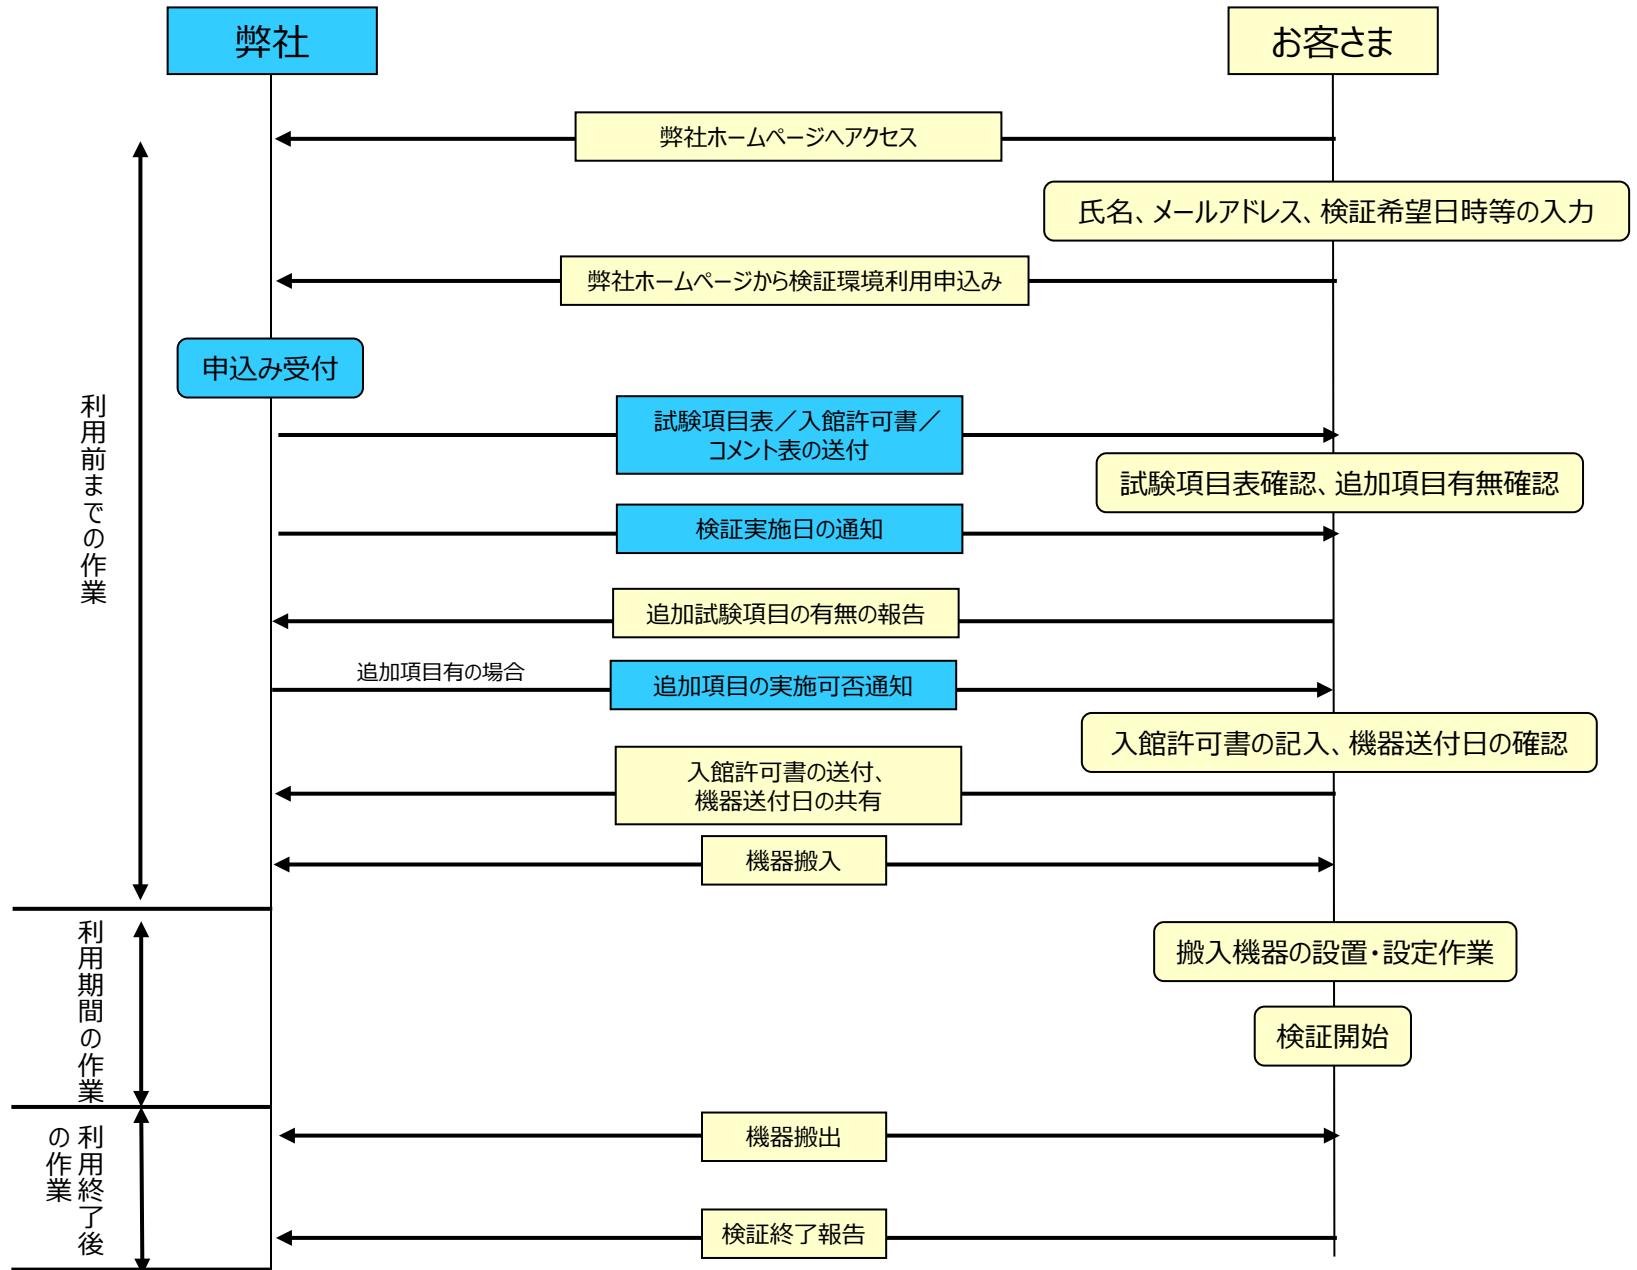 弊社
お客さま
弊社ホームページへアクセス
氏名、メールアドレス、検証希望日時等の入力
弊社ホームページから検証環境利用申込み
申込み受付
利用前までの作業
試験項目表／入館許可書／
コメント表の送付
試験項目表確認、追加項目有無確認
検証実施日の通知
追加試験項目の有無の報告
追加項目有の場合
追加項目の実施可否通知
入館許可書の記入、機器送付日の確認
入館許可書の送付、
機器送付日の共有
機器搬入
利用期間の作業
搬入機器の設置・設定作業
検証開始
利用終了後
の作業
機器搬出
検証終了報告